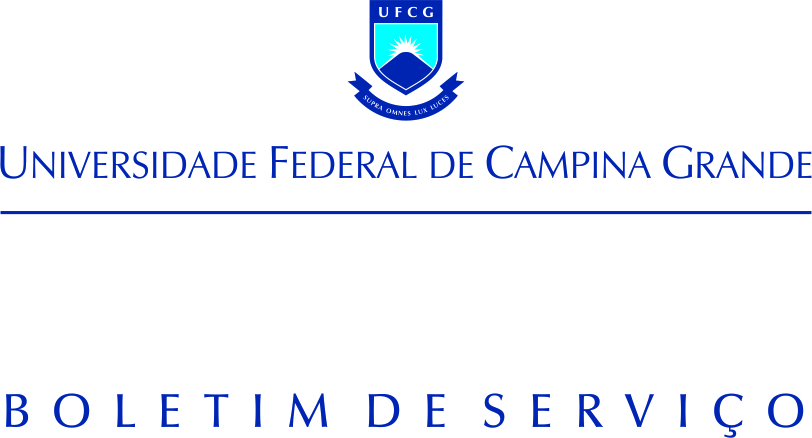 UFCG
SUPRA OMNES LUX LUCES
UNIVERSIDADE FEDERAL DE CAMPINA GRANDE
BOLETIM DE SERVIÇO